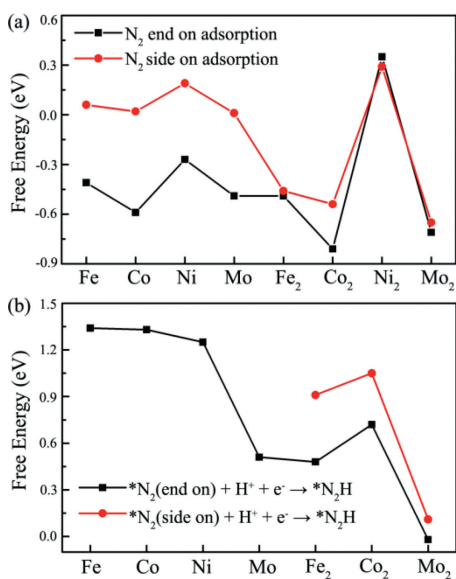 (a)
N₂ end on adsorption
N₂ side on adsorption
Free Energy (eV)
0.6
0.3
0.0
-0.3
-0.6
-0.9
Fe Co Ni Mo Fe₂ Co₂ Ni₂ Mo₂
(b)
Free Energy (eV)
1.5
1.2
0.9
0.6
0.3
0.0
*N₂(end on) + H⁺ + e⁻ → *N₂H
*N₂(side on) + H⁺ + e⁻ → *N₂H
Fe Co Ni Mo Fe₂ Co₂ Mo₂